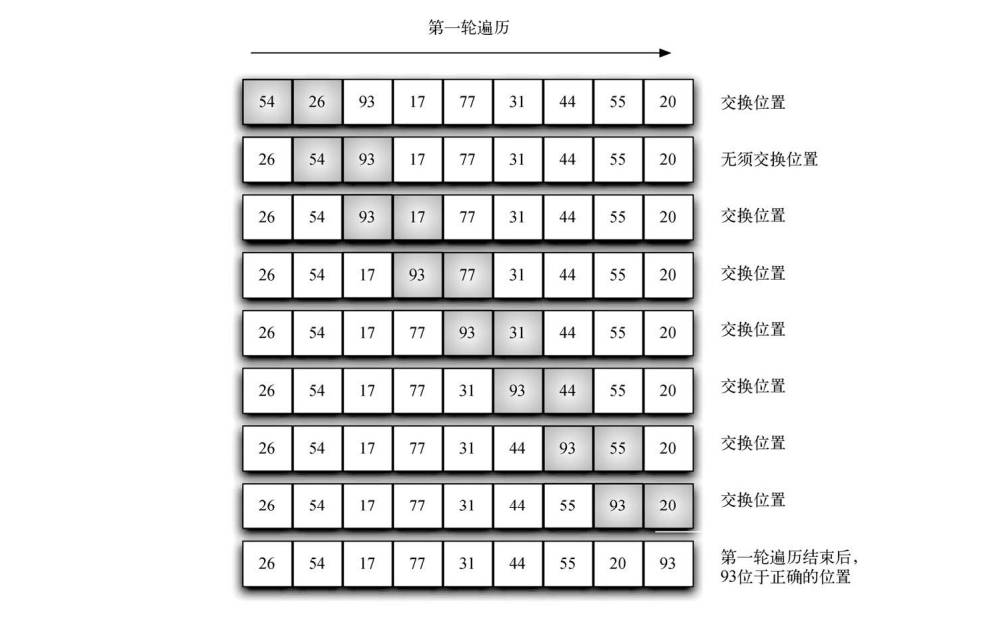 第一轮遍历
54 26 93 17 77 31 44 55 20 交换位置
26 54 93 17 77 31 44 55 20 无须交换位置
26 54 93 17 77 31 44 55 20 交换位置
26 54 17 93 77 31 44 55 20 交换位置
26 54 17 77 93 31 44 55 20 交换位置
26 54 17 77 31 93 44 55 20 交换位置
26 54 17 77 31 44 93 55 20 交换位置
26 54 17 77 31 44 55 93 20 交换位置
26 54 17 77 31 44 55 20 93 第一轮遍历结束后，
93位于正确的位置